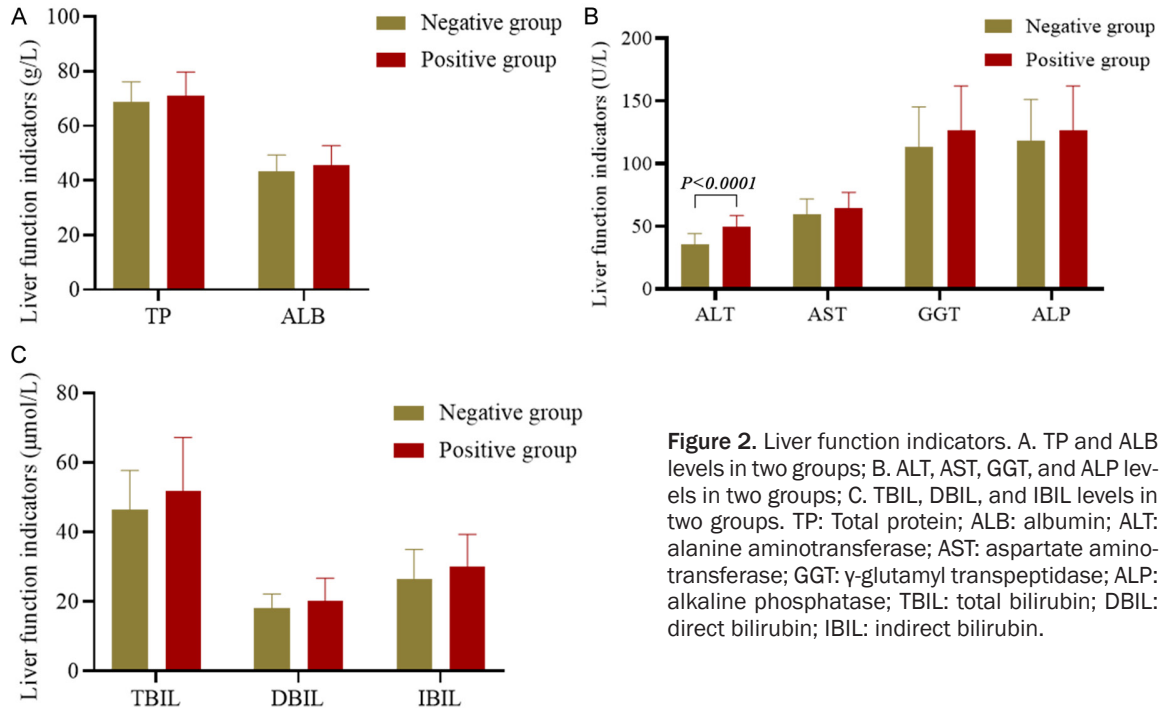 A
100
80
60
40
20
0
Liver function indicators (g/L)
Negative group
Positive group
TP
ALB
B
200
150
100
50
0
Liver function indicators (U/L)
Negative group
Positive group
P<0.0001
ALT
AST
GGT
ALP
C
80
60
40
20
0
Liver function indicators (μmol/L)
Negative group
Positive group
TBIL
DBIL
IBIL
Figure 2. Liver function indicators. A. TP and ALB
levels in two groups; B. ALT, AST, GGT, and ALP lev-
els in two groups; C. TBIL, DBIL, and IBIL levels in
two groups. TP: Total protein; ALB: albumin; ALT:
alanine aminotransferase; AST: aspartate amino-
transferase; GGT: γ-glutamyl transpeptidase; ALP:
alkaline phosphatase; TBIL: total bilirubin; DBIL:
direct bilirubin; IBIL: indirect bilirubin.